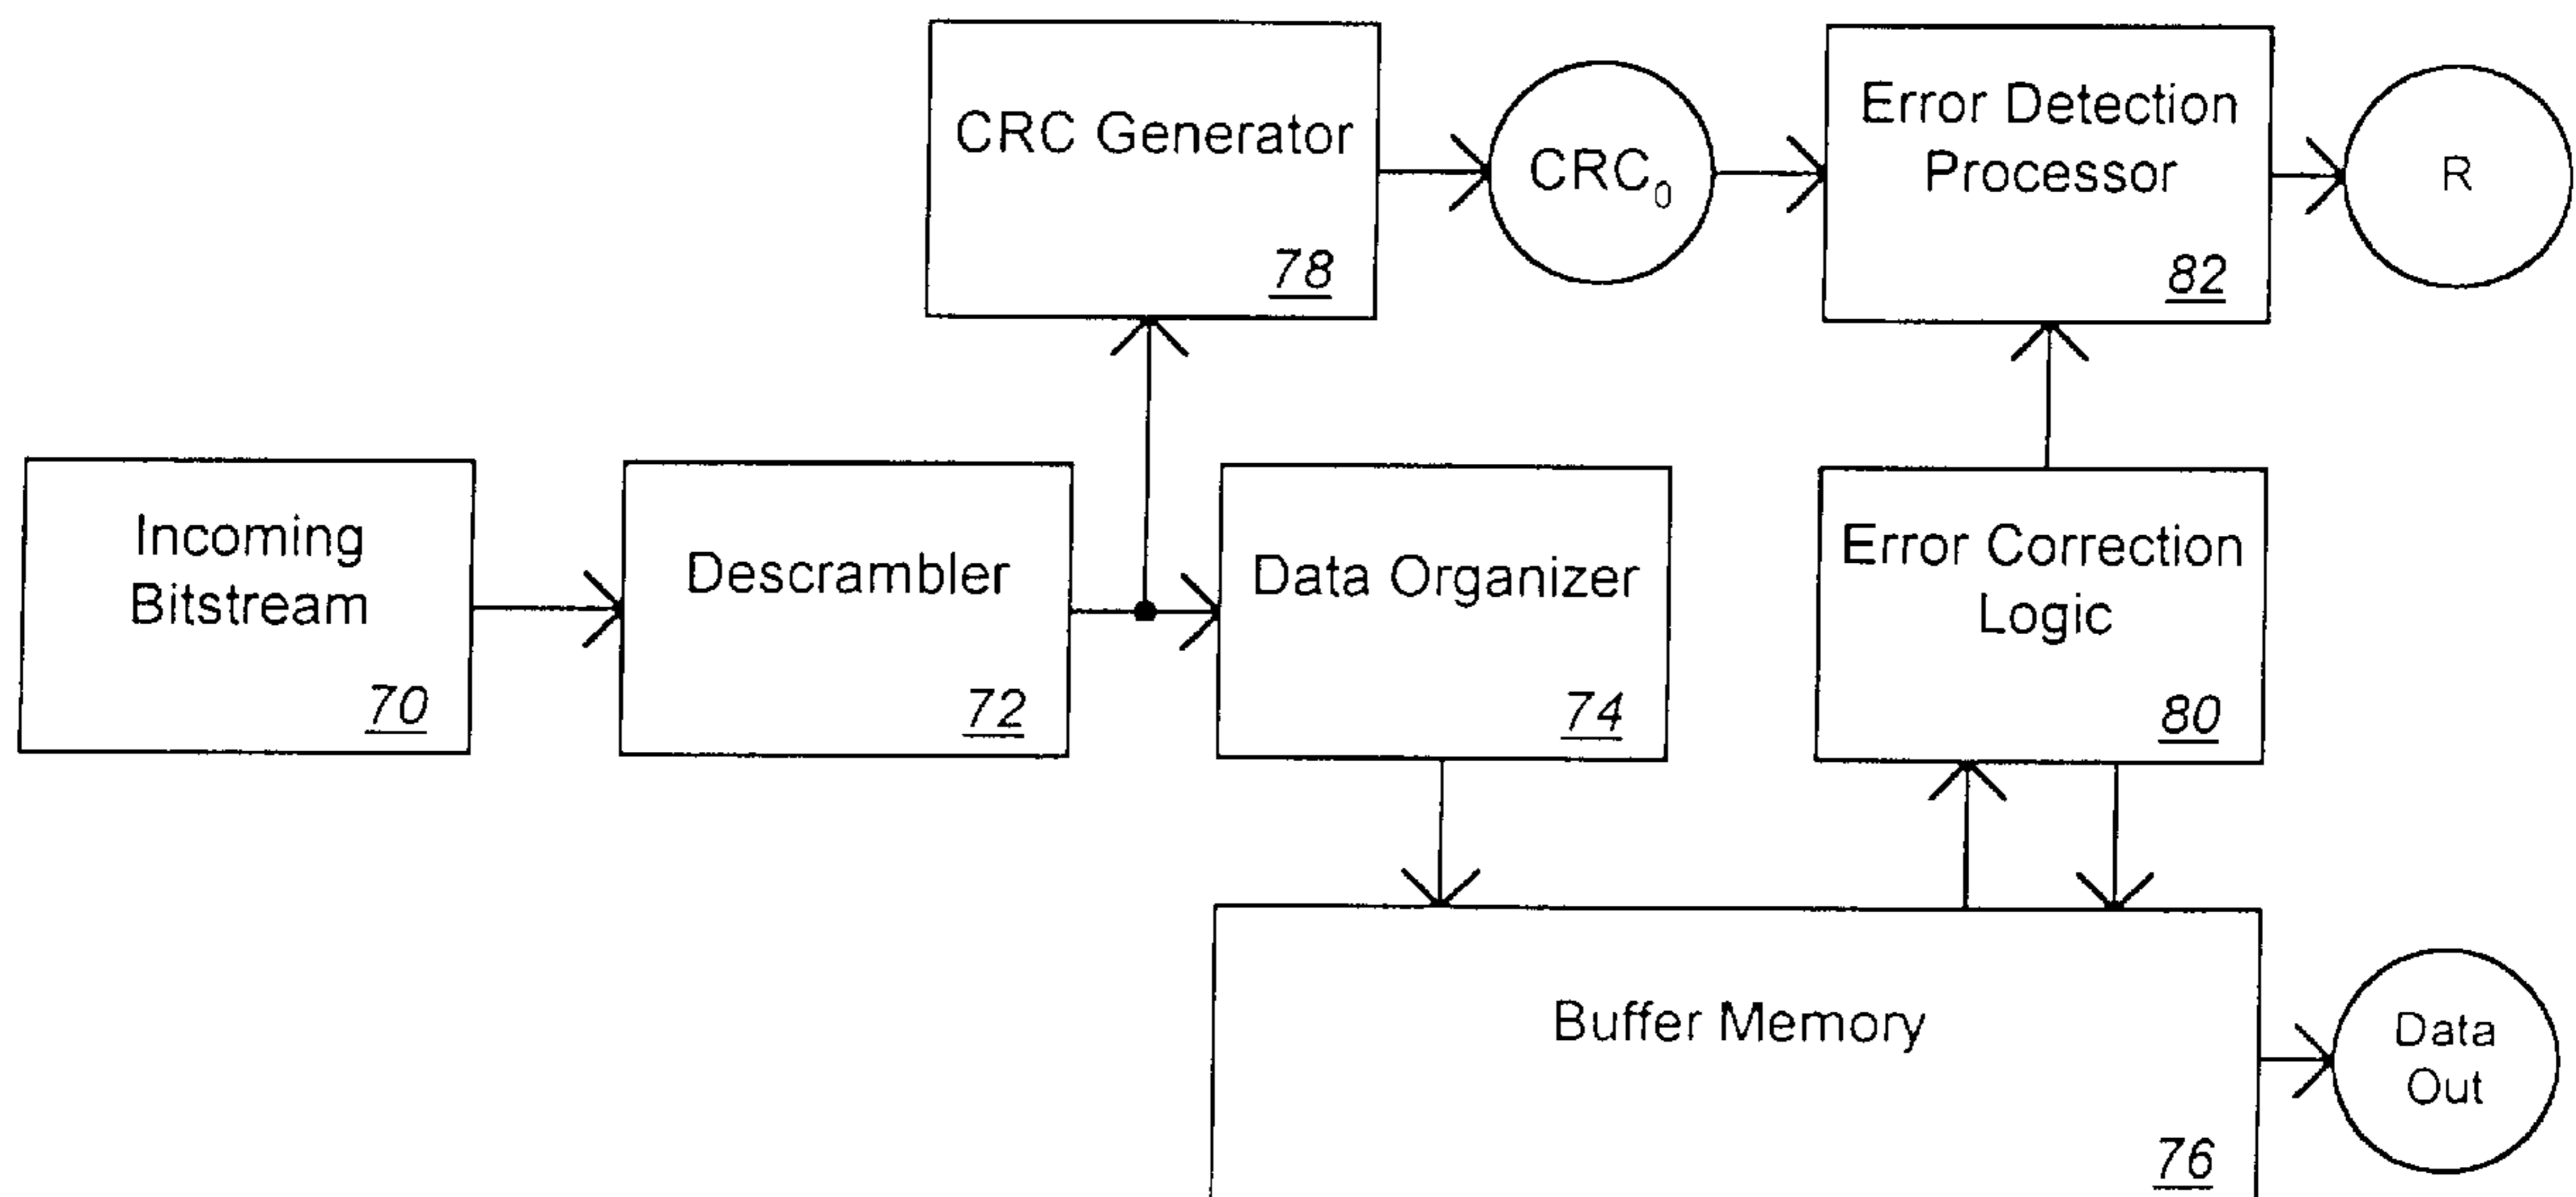 CRC Generator
78
CRC₀
Error Detection
Processor
82
R
Incoming
Bitstream
70
Descrambler
72
Data Organizer
74
Error Correction
Logic
80
Buffer Memory
76
Data
Out